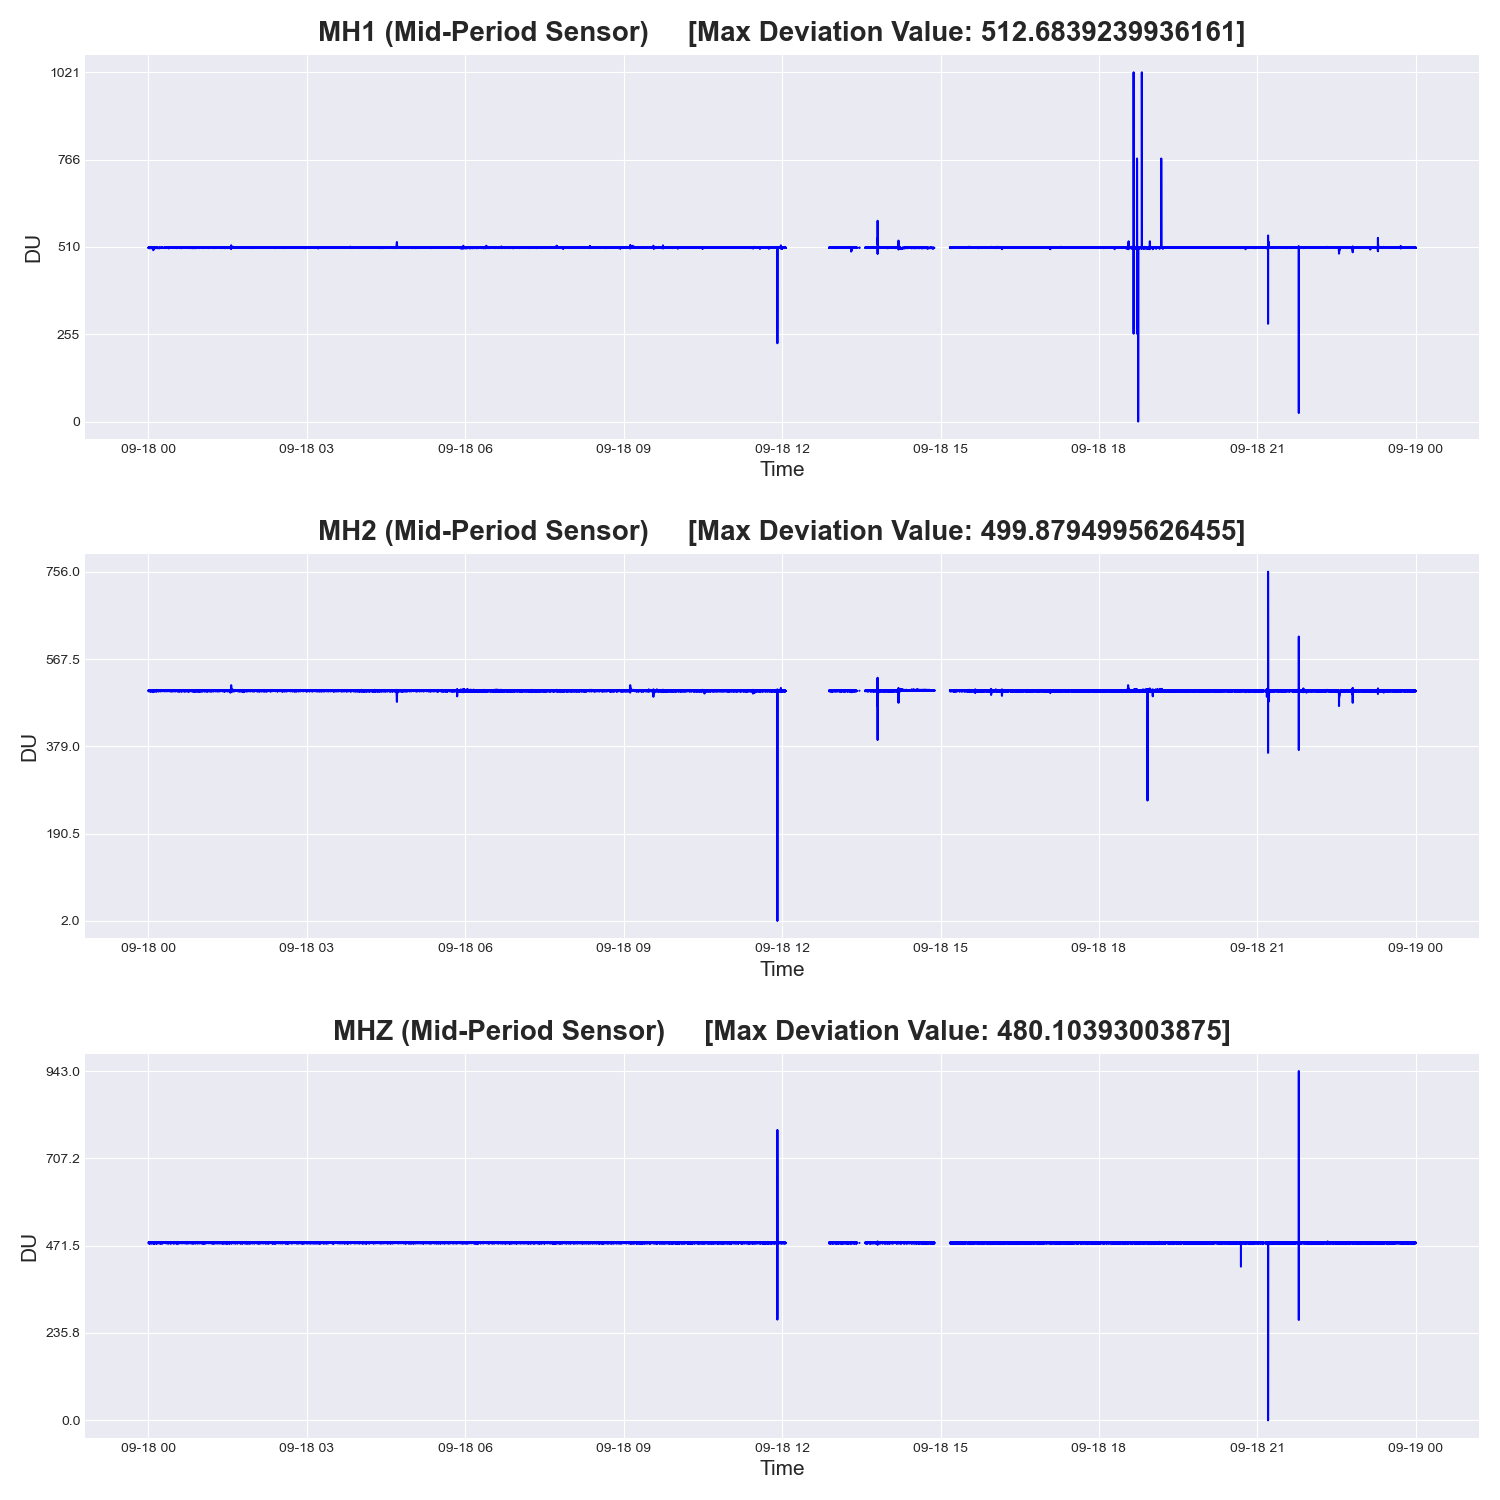 MH1 (Mid-Period Sensor) [Max Deviation Value: 512.6839239936161]
1021
766
510
255
0
DU
09-18 00 09-18 03 09-18 06 09-18 09 09-18 12 09-18 15 09-18 18 09-18 21 09-19 00
Time
MH2 (Mid-Period Sensor) [Max Deviation Value: 499.8794995626455]
756.0
567.5
379.0
190.5
2.0
DU
09-18 00 09-18 03 09-18 06 09-18 09 09-18 12 09-18 15 09-18 18 09-18 21 09-19 00
Time
MHZ (Mid-Period Sensor) [Max Deviation Value: 480.10393003875]
943.0
707.2
471.5
235.8
0.0
DU
09-18 00 09-18 03 09-18 06 09-18 09 09-18 12 09-18 15 09-18 18 09-18 21 09-19 00
Time